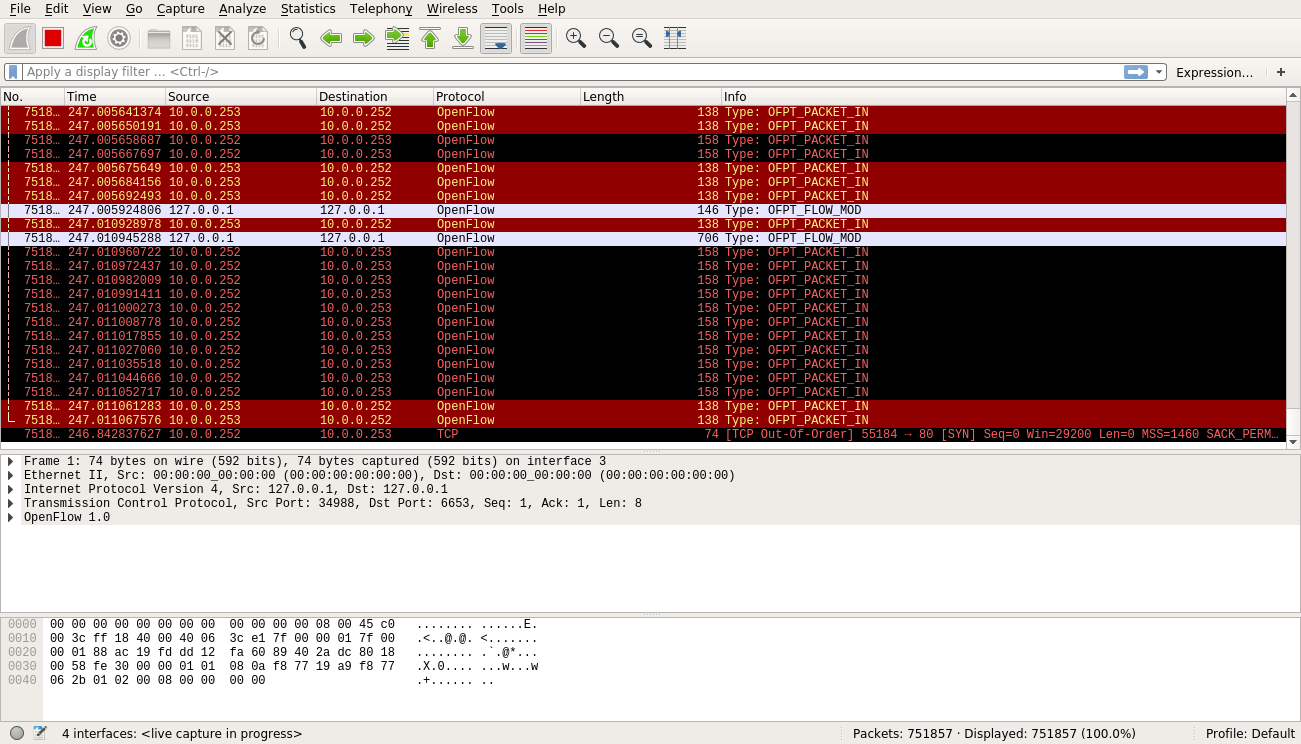 File Edit View Go Capture Analyze Statistics Telephony Wireless Tools Help
Apply a display filter ... <Ctrl-/> Expression... +
No. Time Source Destination Protocol Length Info
7518… 247.005641374 10.0.0.253 10.0.0.252 OpenFlow 138 Type: OFPT_PACKET_IN
7518… 247.005650191 10.0.0.253 10.0.0.252 OpenFlow 138 Type: OFPT_PACKET_IN
7518… 247.005658687 10.0.0.252 10.0.0.253 OpenFlow 158 Type: OFPT_PACKET_IN
7518… 247.005667697 10.0.0.252 10.0.0.253 OpenFlow 158 Type: OFPT_PACKET_IN
7518… 247.005675649 10.0.0.253 10.0.0.252 OpenFlow 138 Type: OFPT_PACKET_IN
7518… 247.005684156 10.0.0.253 10.0.0.252 OpenFlow 138 Type: OFPT_PACKET_IN
7518… 247.005692493 10.0.0.253 10.0.0.252 OpenFlow 138 Type: OFPT_PACKET_IN
7518… 247.005924806 127.0.0.1 127.0.0.1 OpenFlow 146 Type: OFPT_FLOW_MOD
7518… 247.010928978 10.0.0.253 10.0.0.252 OpenFlow 138 Type: OFPT_PACKET_IN
7518… 247.010945288 127.0.0.1 127.0.0.1 OpenFlow 706 Type: OFPT_FLOW_MOD
7518… 247.010960722 10.0.0.252 10.0.0.253 OpenFlow 158 Type: OFPT_PACKET_IN
7518… 247.010972437 10.0.0.252 10.0.0.253 OpenFlow 158 Type: OFPT_PACKET_IN
7518… 247.010982009 10.0.0.252 10.0.0.253 OpenFlow 158 Type: OFPT_PACKET_IN
7518… 247.010991411 10.0.0.252 10.0.0.253 OpenFlow 158 Type: OFPT_PACKET_IN
7518… 247.011000273 10.0.0.252 10.0.0.253 OpenFlow 158 Type: OFPT_PACKET_IN
7518… 247.011008778 10.0.0.252 10.0.0.253 OpenFlow 158 Type: OFPT_PACKET_IN
7518… 247.011017855 10.0.0.252 10.0.0.253 OpenFlow 158 Type: OFPT_PACKET_IN
7518… 247.011027060 10.0.0.252 10.0.0.253 OpenFlow 158 Type: OFPT_PACKET_IN
7518… 247.011035518 10.0.0.252 10.0.0.253 OpenFlow 158 Type: OFPT_PACKET_IN
7518… 247.011044666 10.0.0.252 10.0.0.253 OpenFlow 158 Type: OFPT_PACKET_IN
7518… 247.011052717 10.0.0.252 10.0.0.253 OpenFlow 158 Type: OFPT_PACKET_IN
7518… 247.011061283 10.0.0.253 10.0.0.252 OpenFlow 138 Type: OFPT_PACKET_IN
7518… 247.011067576 10.0.0.253 10.0.0.252 OpenFlow 138 Type: OFPT_PACKET_IN
7518… 246.842837627 10.0.0.252 10.0.0.253 TCP 74 [TCP Out-Of-Order] 55184 → 80 [SYN] Seq=0 Win=29200 Len=0 MSS=1460 SACK_PERM…
Frame 1: 74 bytes on wire (592 bits), 74 bytes captured (592 bits) on interface 3
Ethernet II, Src: 00:00:00_00:00:00 (00:00:00:00:00:00), Dst: 00:00:00_00:00:00 (00:00:00:00:00:00)
Internet Protocol Version 4, Src: 127.0.0.1, Dst: 127.0.0.1
Transmission Control Protocol, Src Port: 34988, Dst Port: 6653, Seq: 1, Ack: 1, Len: 8
OpenFlow 1.0
0000 00 00 00 00 00 00 00 00 00 00 00 00 08 00 45 c0 ........ ......E.
0010 00 3c ff 18 40 00 40 06 3c e1 7f 00 00 01 7f 00 .<..@.@. <.......
0020 00 01 88 ac 19 fd dd 12 fa 60 89 40 2a dc 80 18 ........ .`.@*...
0030 00 58 fe 30 00 00 01 01 08 0a f8 77 19 a9 f8 77 .X.0.... ...w...w
0040 06 2b 01 02 00 08 00 00 00 00 .+...... ..
4 interfaces: <live capture in progress> Packets: 751857 · Displayed: 751857 (100.0%) Profile: Default